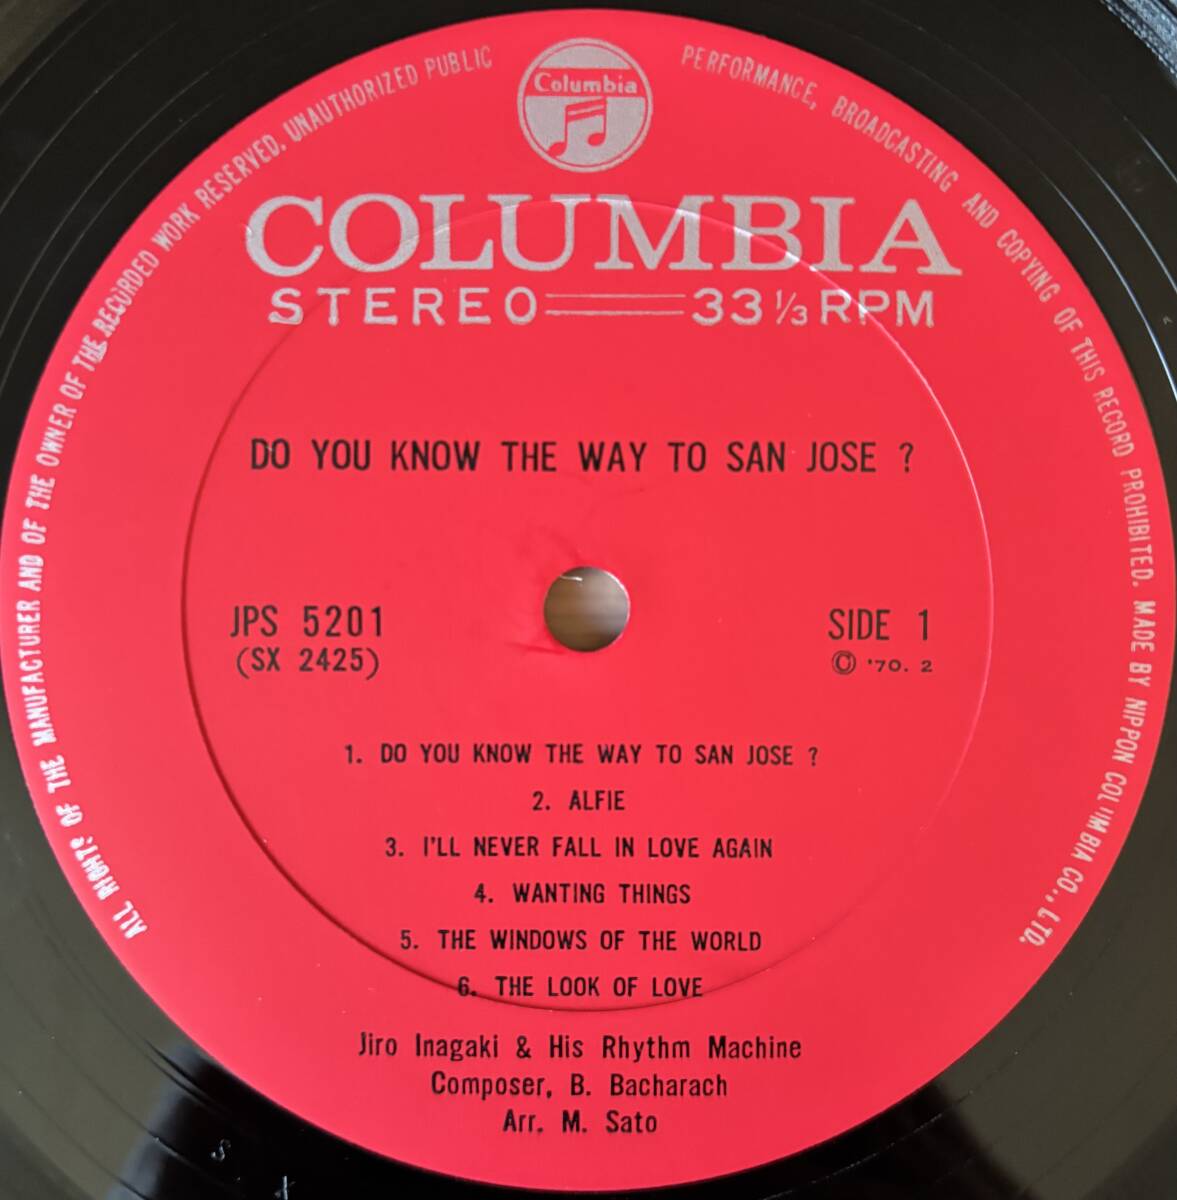 ALL RIGHTS OF THE MANUFACTURER AND OF THE OWNER OF THE RECORDED WORK RESERVED. UNAUTHORIZED PUBLIC PERFORMANCE, BROADCASTING AND COPYING OF THIS RECORD PROHIBITED. MADE BY NIPPON COLUMBIA CO., LTD.
Columbia
COLUMBIA
STEREO 33 1/3 RPM
DO YOU KNOW THE WAY TO SAN JOSE ?
JPS 5201
(SX 2425)
SIDE 1
Ⓒ '70. 2
1. DO YOU KNOW THE WAY TO SAN JOSE ?
2. ALFIE
3. I'LL NEVER FALL IN LOVE AGAIN
4. WANTING THINGS
5. THE WINDOWS OF THE WORLD
6. THE LOOK OF LOVE
Jiro Inagaki & His Rhythm Machine
Composer, B. Bacharach
Arr. M. Sato
S